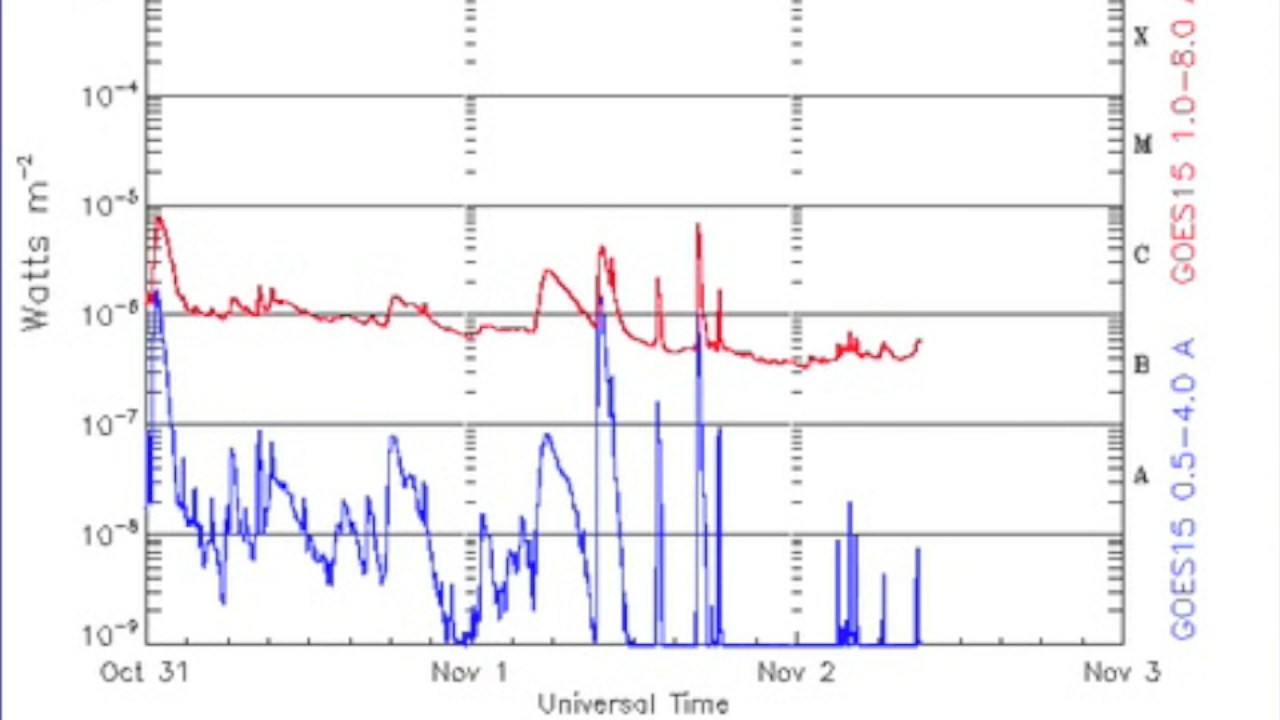 X
10⁻⁴
M
10⁻⁵
C
10⁻⁶
B
10⁻⁷
A
10⁻⁸
10⁻⁹
Watts m⁻²
Oct 31 Nov 1 Nov 2 Nov 3
Universal Time
GOES15 1.0−8.0
GOES15 0.5−4.0 A